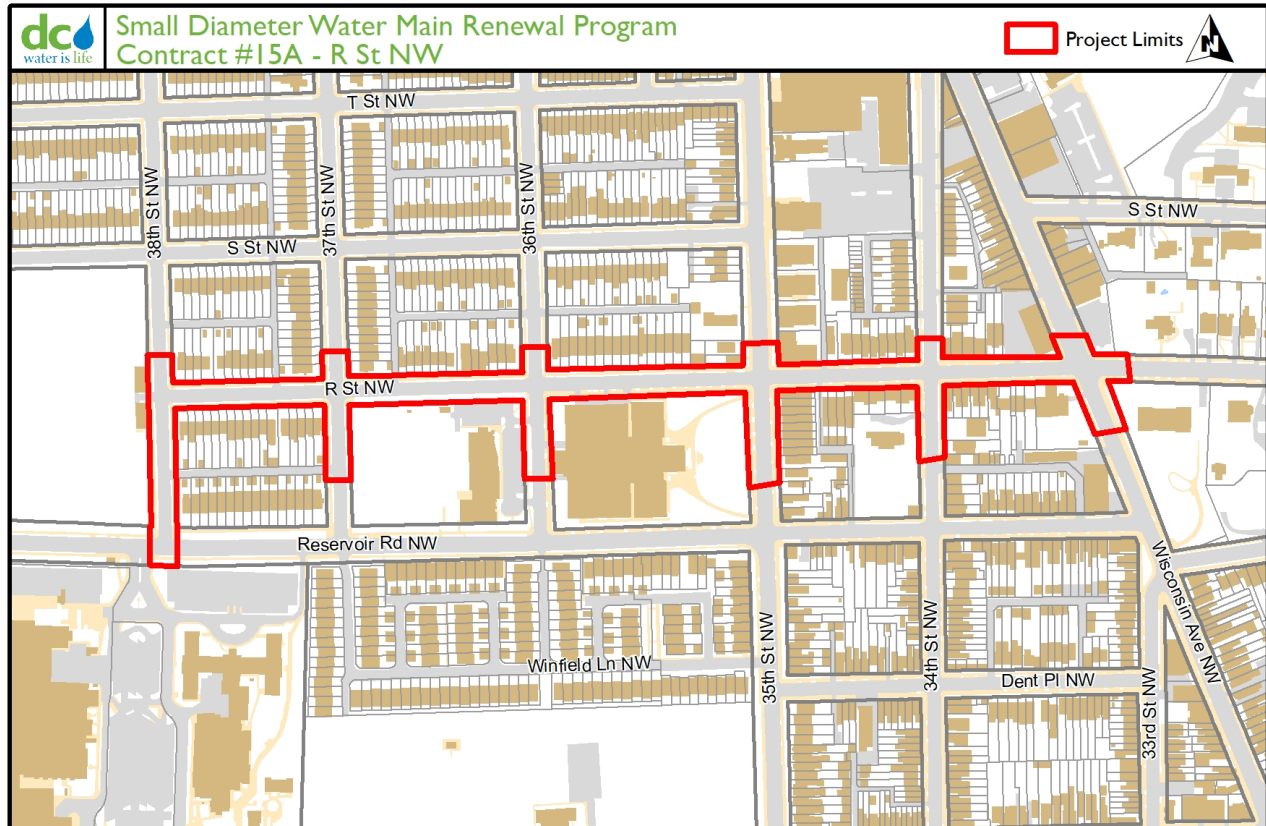 dc
water is life
Small Diameter Water Main Renewal Program
Contract #15A - R St NW
Project Limits
N
T St NW
38th St NW
37th St NW
36th St NW
S St NW
S St NW
R St NW
Reservoir Rd NW
Wisconsin Ave NW
Winfield Ln NW
35th St NW
34th St NW
Dent Pl NW
33rd St NW